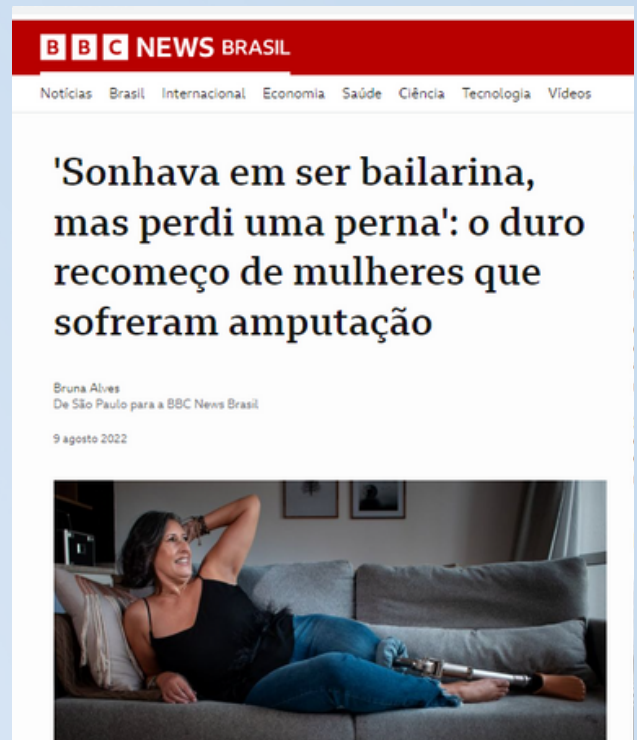 BBC NEWS BRASIL
Notícias Brasil Internacional Economia Saúde Ciência Tecnologia Vídeos
'Sonhava em ser bailarina,
mas perdi uma perna': o duro
recomeço de mulheres que
sofreram amputação
Bruna Alves
De São Paulo para a BBC News Brasil
9 agosto 2022